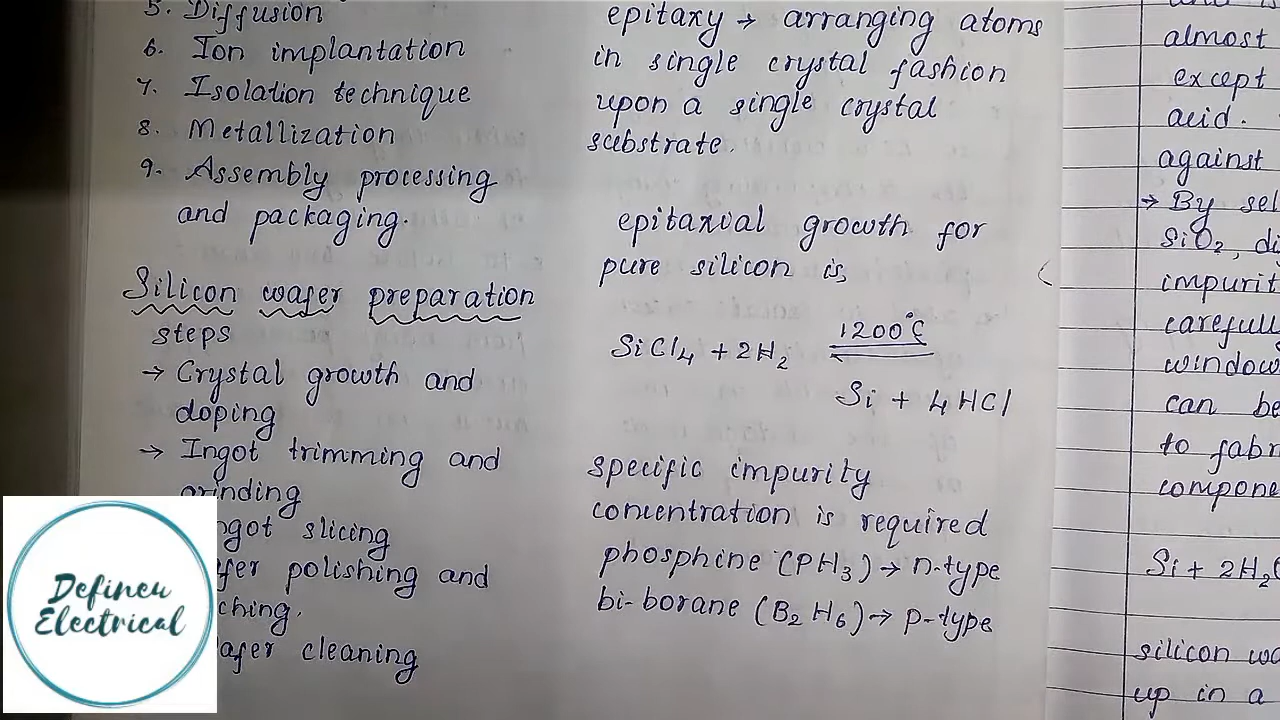 5. Diffusion
6. Ion implantation
7. Isolation technique
8. Metallization
9. Assembly processing
and packaging.
Silicon wafer preparation
steps
→ Crystal growth and
doping
→ Ingot trimming and
grinding
ngot slicing
fer polishing and
ching.
afer cleaning
epitaxy → arranging atoms
in single crystal fashion
upon a single crystal
substrate.
epitaxial growth for
pure silicon is,
SiCl4 + 2H2 1200°C
Si + 4HCl
specific impurity
concentration is required
phosphine (PH3) → n-type
bi-borane (B2H6) → p-type
almost
except
acid.
against
→ By sel
SiO2, di
impurit
carefull
window
can be
to fabr
compone
Si + 2H2
silicon wa
up in a
Defineu
Electrical